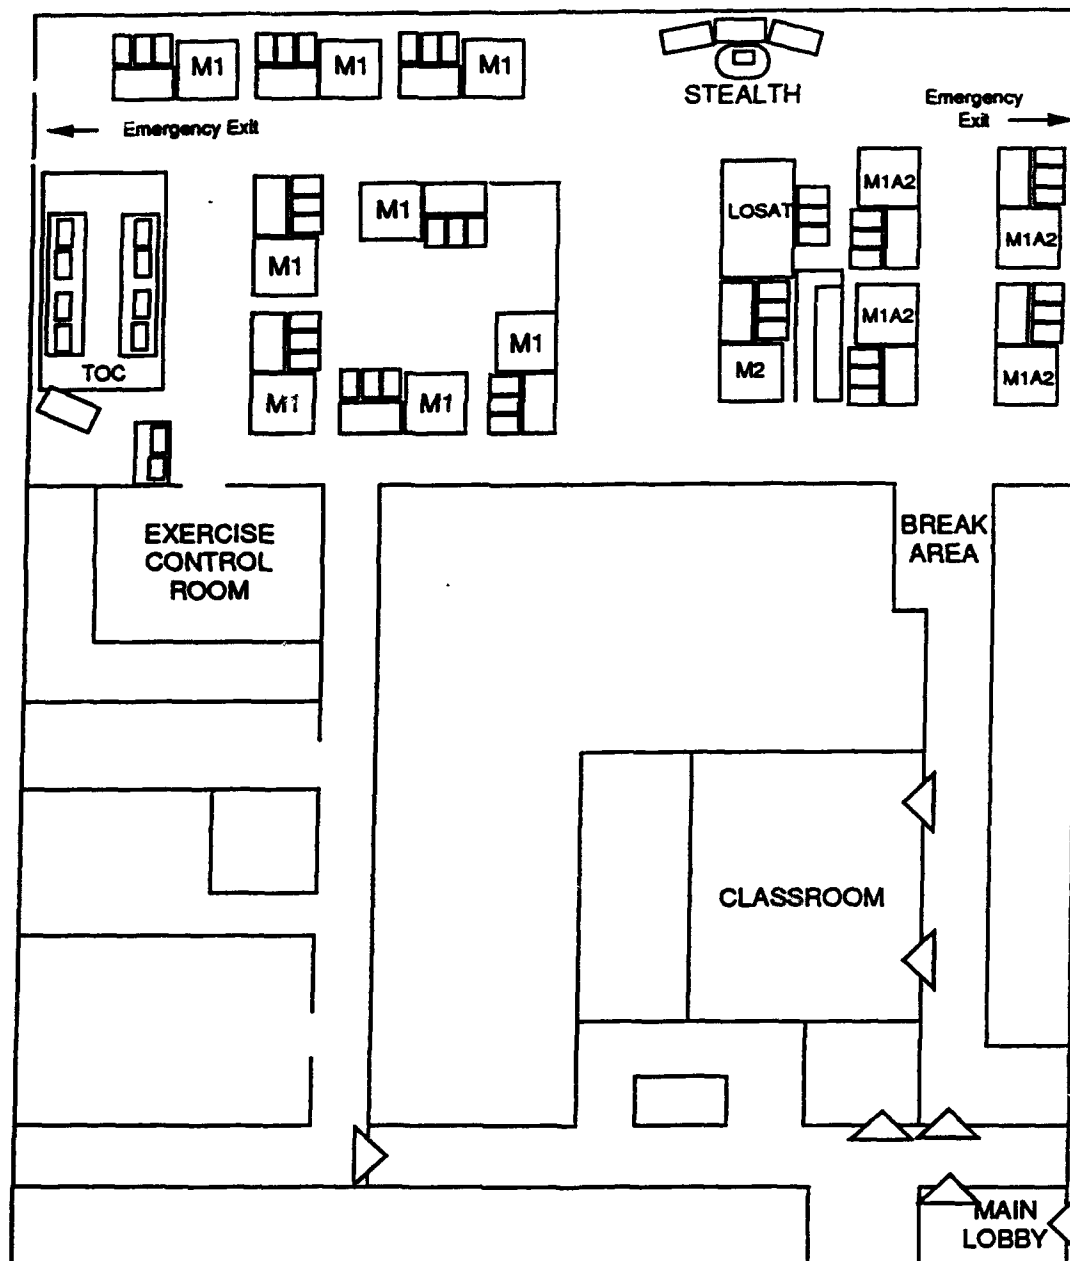 M1
M1
M1
STEALTH
Emergency
Exit
Emergency Exit
M1
M1
LOSAT
M1A2
M1A2
M1
M1A2
M1
M2
M1A2
TOC
M1
M1
EXERCISE
CONTROL
ROOM
BREAK
AREA
CLASSROOM
MAIN
LOBBY